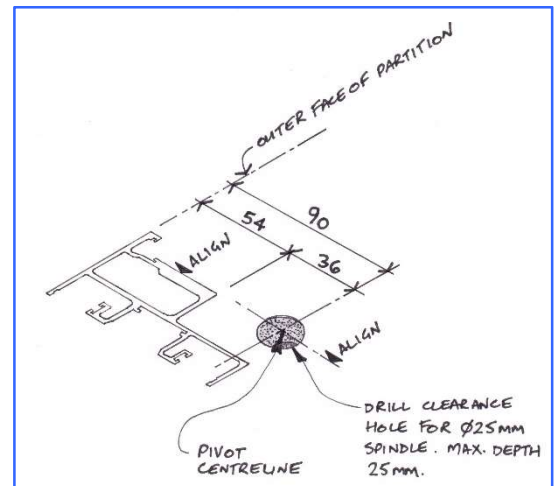 OUTER FACE OF PARTITION
54
90
36
ALIGN
ALIGN
PIVOT
CENTRELINE
DRILL CLEARANCE
HOLE FOR Ø25MM
SPINDLE. MAX. DEPTH
25MM.